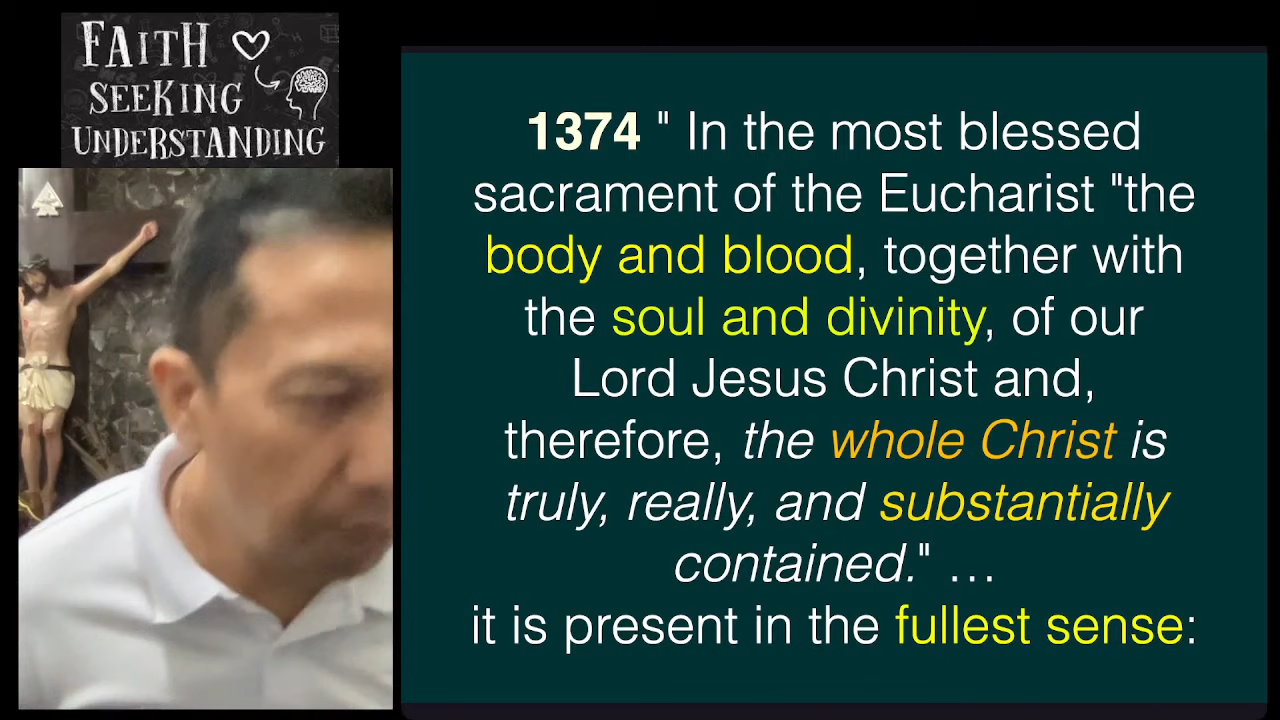 FAITH
SEEKING
UNDERSTANDING
1374 " In the most blessed
sacrament of the Eucharist "the
body and blood, together with
the soul and divinity, of our
Lord Jesus Christ and,
therefore, the whole Christ is
truly, really, and substantially
contained." …
it is present in the fullest sense: